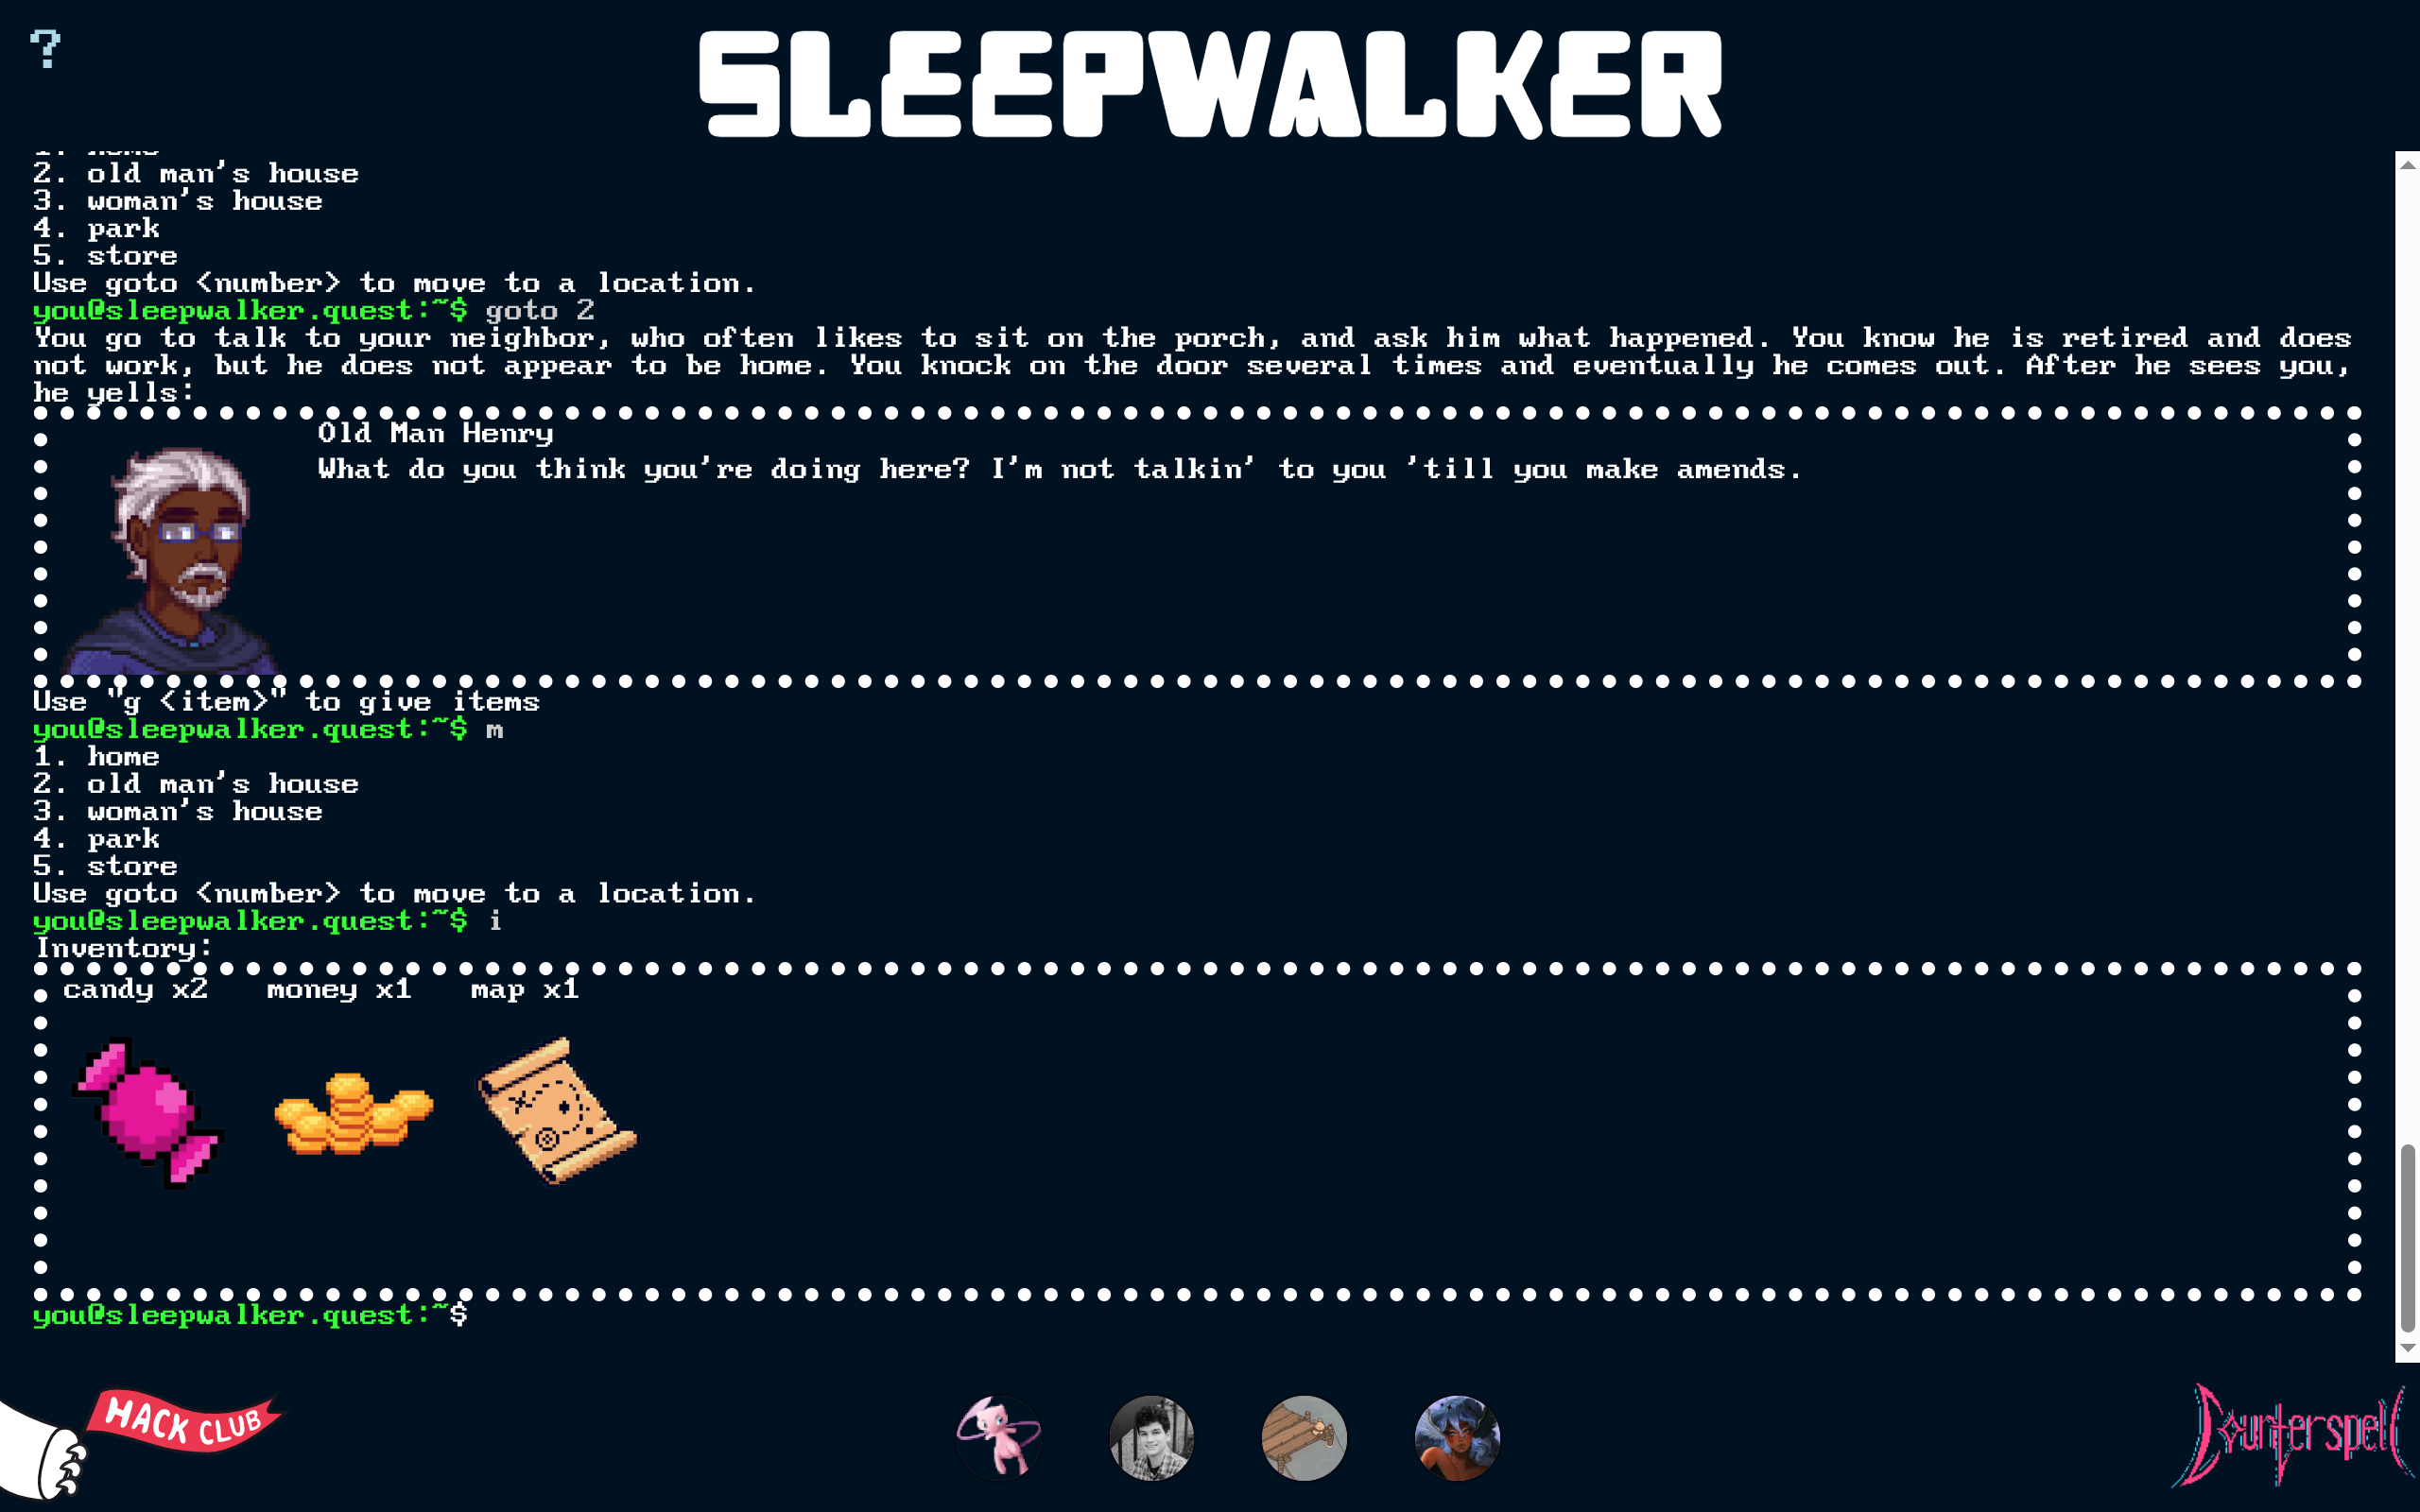 ?
SLEEPWALKER
1. home
2. old man's house
3. woman's house
4. park
5. store
Use goto <number> to move to a location.
you@sleepwalker.quest:~$ goto 2
You go to talk to your neighbor, who often likes to sit on the porch, and ask him what happened. You know he is retired and does
not work, but he does not appear to be home. You knock on the door several times and eventually he comes out. After he sees you,
he yells:
Old Man Henry
What do you think you're doing here? I'm not talkin' to you 'till you make amends.
Use "g <item>" to give items
you@sleepwalker.quest:~$ m
1. home
2. old man's house
3. woman's house
4. park
5. store
Use goto <number> to move to a location.
you@sleepwalker.quest:~$ i
Inventory:
candy x2 money x1 map x1
you@sleepwalker.quest:~$
HACK CLUB
Counterspell